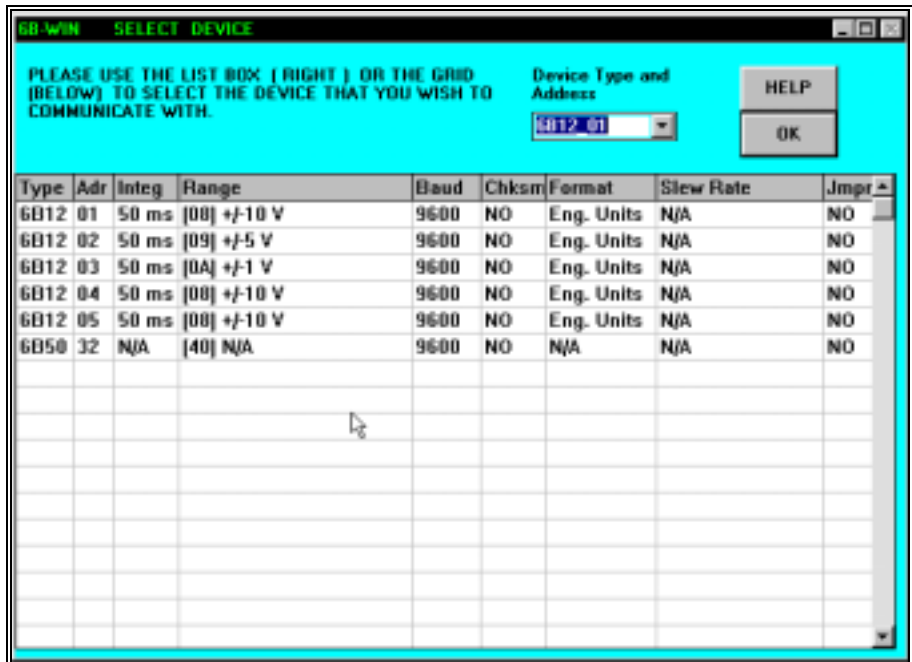 6B-WIN SELECT DEVICE
PLEASE USE THE LIST BOX ( RIGHT ) OR THE GRID
(BELOW) TO SELECT THE DEVICE THAT YOU WISH TO
COMMUNICATE WITH.
Device Type and
Address
6B12_01
HELP
OK
Type Adr Integ Range Baud Chksm Format Slew Rate Jmpr
6B12 01 50 ms [08] +/-10 V 9600 NO Eng. Units N/A NO
6B12 02 50 ms [09] +/-5 V 9600 NO Eng. Units N/A NO
6B12 03 50 ms [0A] +/-1 V 9600 NO Eng. Units N/A NO
6B12 04 50 ms [08] +/-10 V 9600 NO Eng. Units N/A NO
6B12 05 50 ms [08] +/-10 V 9600 NO Eng. Units N/A NO
6B50 32 N/A [40] N/A 9600 NO N/A N/A NO